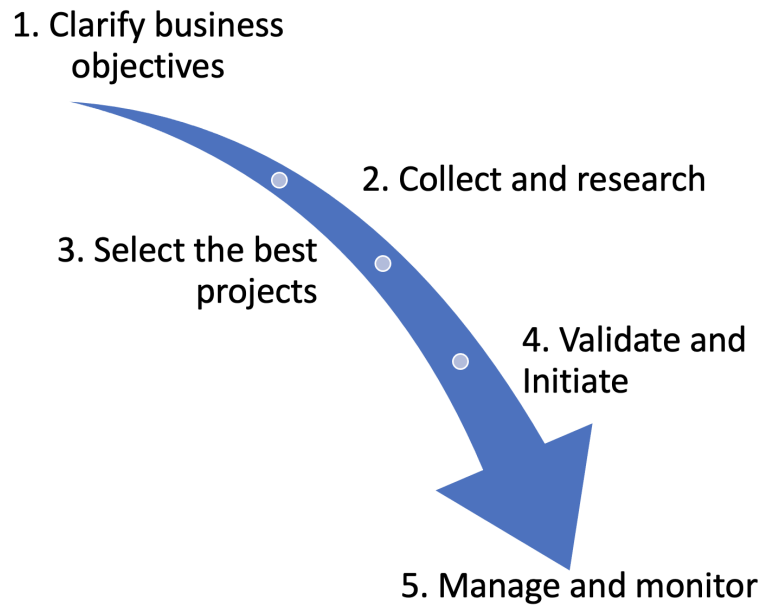 1. Clarify business
objectives
2. Collect and research
3. Select the best
projects
4. Validate and
Initiate
5. Manage and monitor